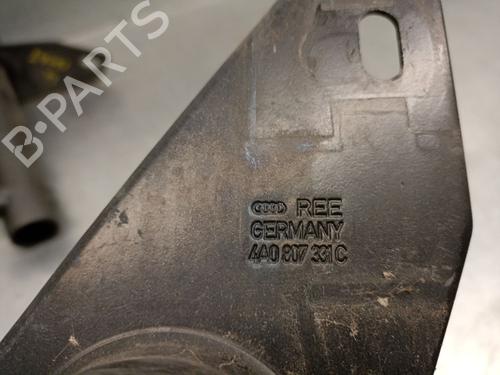 B-PARTS
REE
GERMANY
4A0 807 331 C